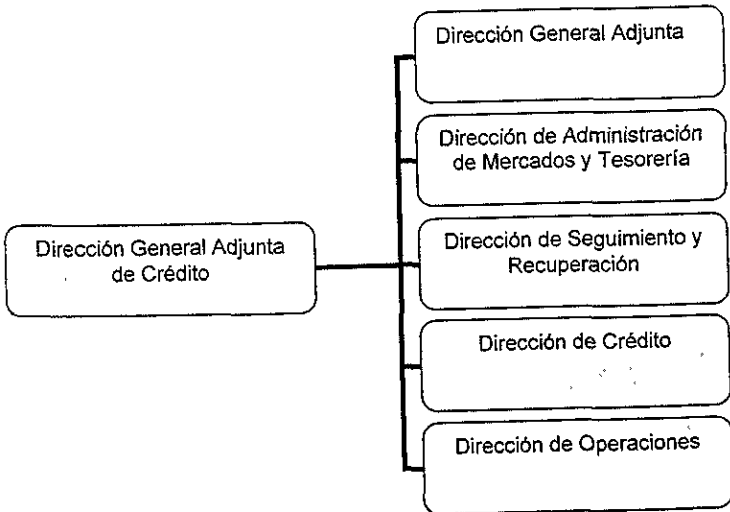 Dirección General Adjunta
Dirección de Administración
de Mercados y Tesorería
Dirección General Adjunta
de Crédito
Dirección de Seguimiento y
Recuperación
Dirección de Crédito
Dirección de Operaciones